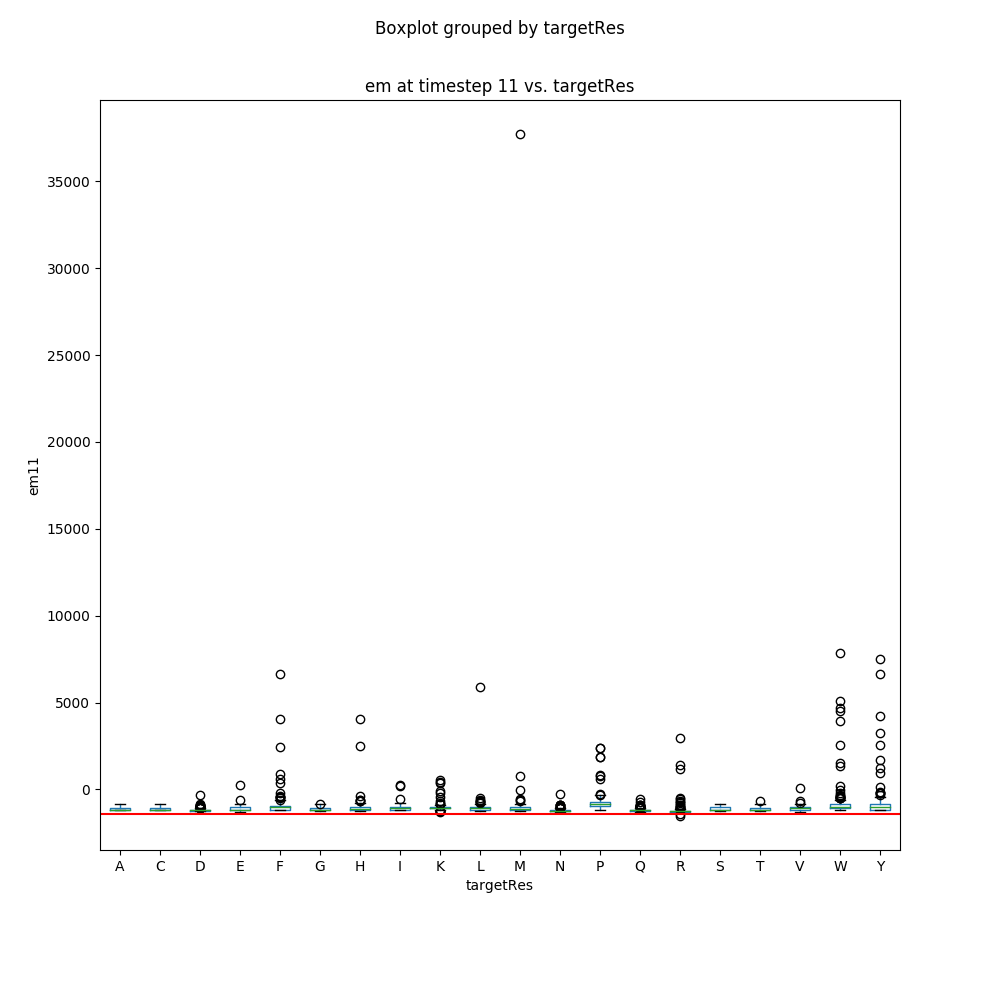 Boxplot grouped by targetRes
em at timestep 11 vs. targetRes
35000
30000
25000
20000
15000
10000
5000
0
em11
A C D E F G H I K L M N P Q R S T V W Y
targetRes